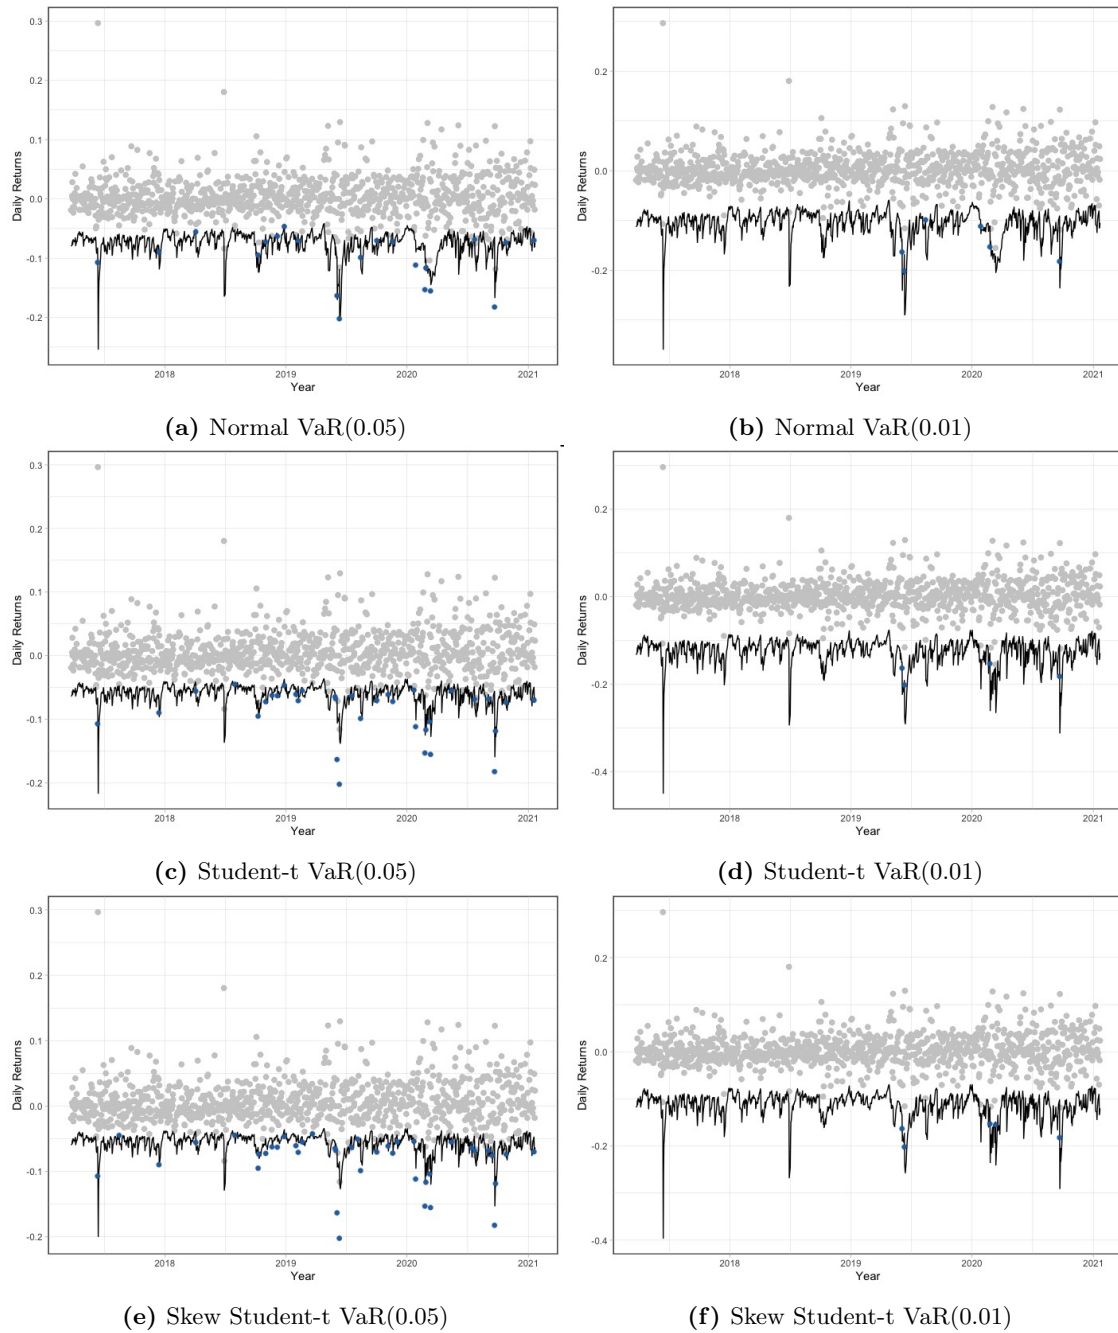 0.3
0.2
0.1
0.0
-0.1
-0.2
Daily Returns
2018
2019
2020
2021
Year
(a) Normal VaR(0.05)
0.2
0.0
-0.2
Daily Returns
2018
2019
2020
2021
Year
(b) Normal VaR(0.01)
0.3
0.2
0.1
0.0
-0.1
-0.2
Daily Returns
2018
2019
2020
2021
Year
(c) Student-t VaR(0.05)
0.2
0.0
-0.2
-0.4
Daily Returns
2018
2019
2020
2021
Year
(d) Student-t VaR(0.01)
0.3
0.2
0.1
0.0
-0.1
-0.2
Daily Returns
2018
2019
2020
2021
Year
(e) Skew Student-t VaR(0.05)
0.2
0.0
-0.2
-0.4
Daily Returns
2018
2019
2020
2021
Year
(f) Skew Student-t VaR(0.01)